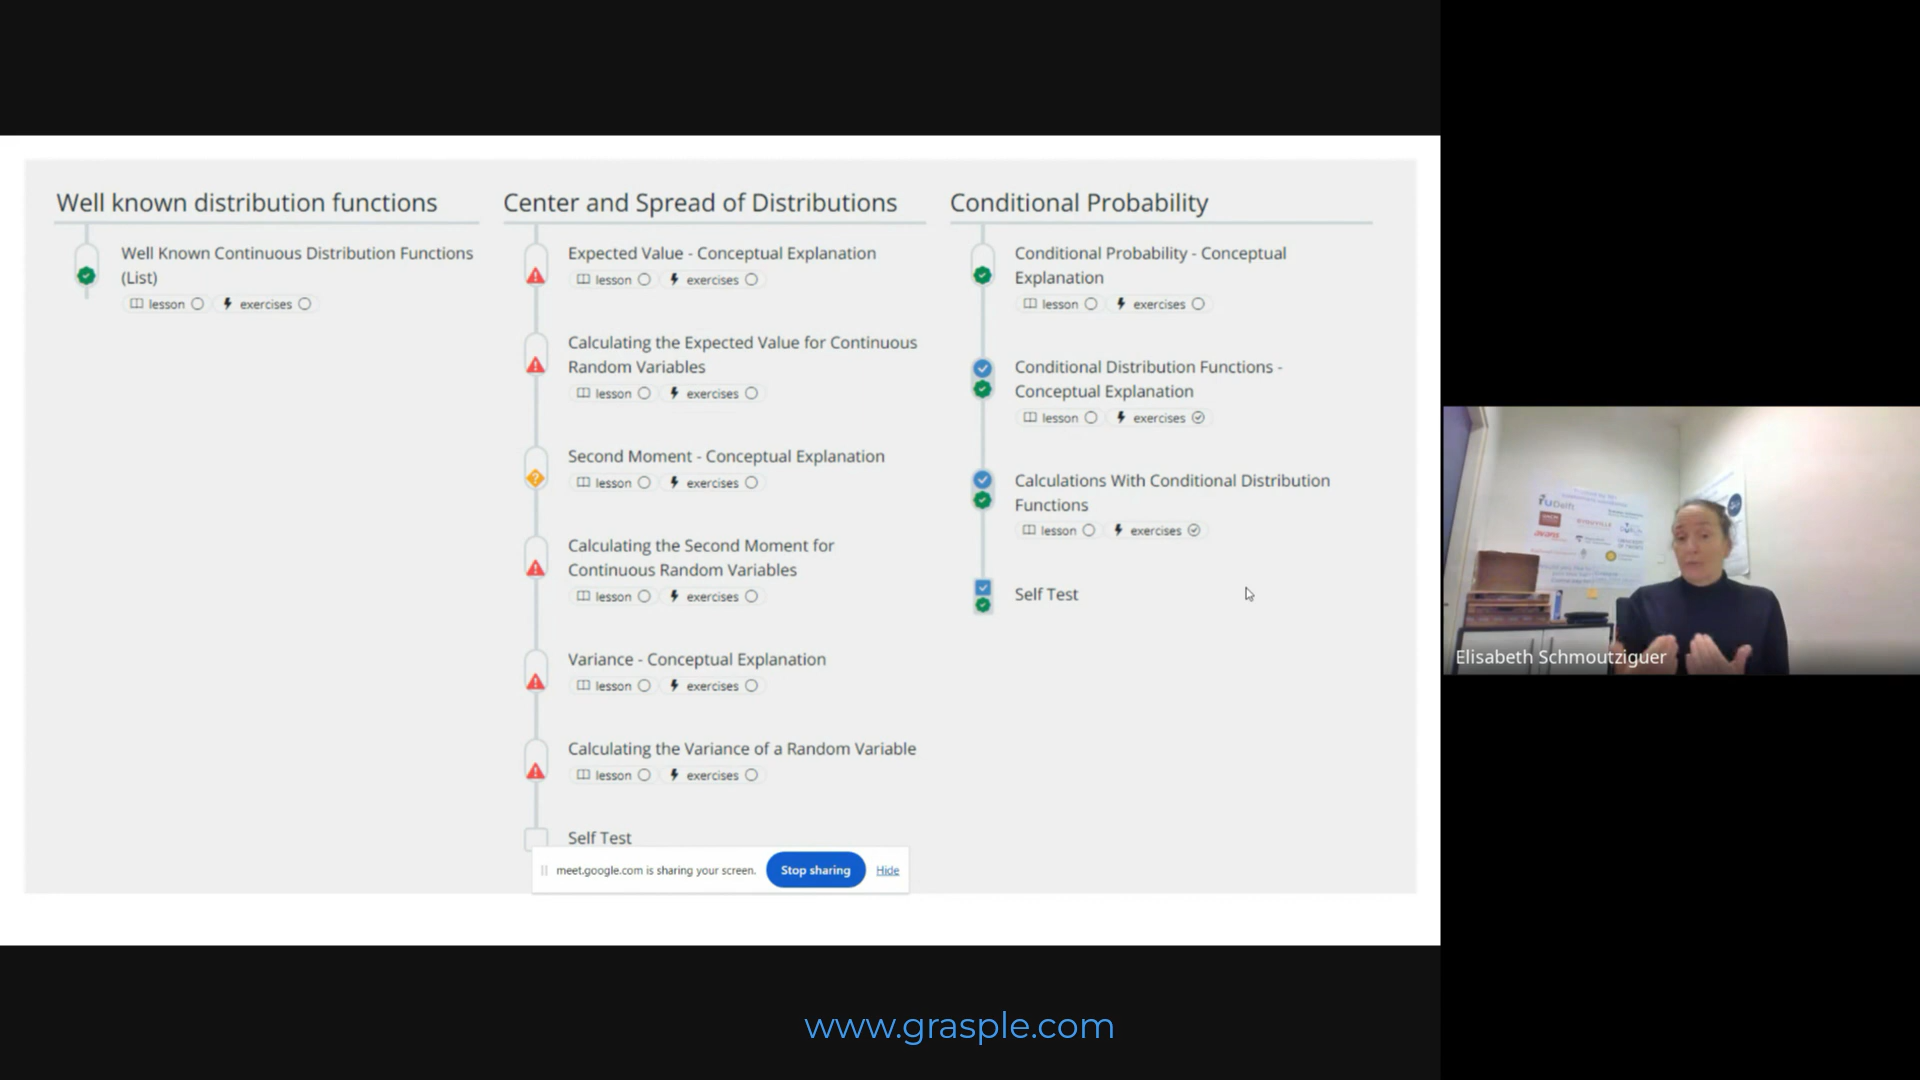 Well known distribution functions
Well Known Continuous Distribution Functions
(List)
lesson exercises
Center and Spread of Distributions
Expected Value - Conceptual Explanation
lesson exercises
Calculating the Expected Value for Continuous
Random Variables
lesson exercises
Second Moment - Conceptual Explanation
lesson exercises
Calculating the Second Moment for
Continuous Random Variables
lesson exercises
Variance - Conceptual Explanation
lesson exercises
Calculating the Variance of a Random Variable
lesson exercises
Self Test
Conditional Probability
Conditional Probability - Conceptual
Explanation
lesson exercises
Conditional Distribution Functions -
Conceptual Explanation
lesson exercises
Calculations With Conditional Distribution
Functions
lesson exercises
Self Test
meet.google.com is sharing your screen. Stop sharing Hide
TUDelft
Elisabeth Schmoutziguer
www.grasple.com